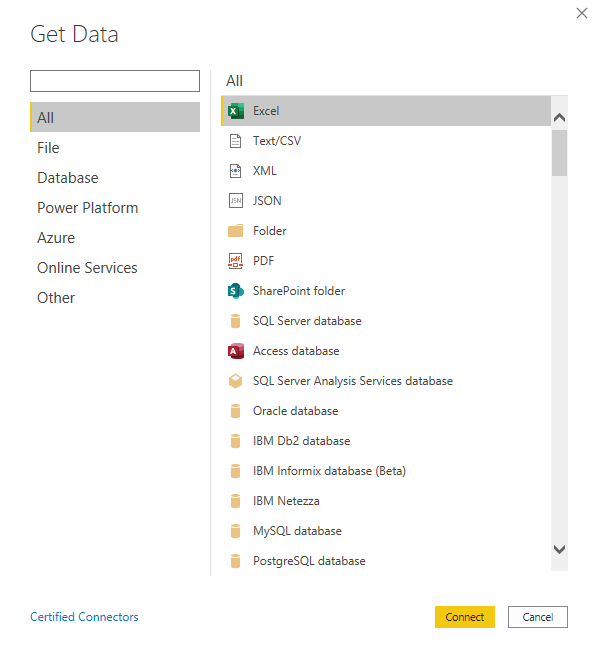 Get Data
All
File
Database
Power Platform
Azure
Online Services
Other
All
Excel
Text/CSV
XML
JSON
Folder
PDF
SharePoint folder
SQL Server database
Access database
SQL Server Analysis Services database
Oracle database
IBM Db2 database
IBM Informix database (Beta)
IBM Netezza
MySQL database
PostgreSQL database
Certified Connectors
Connect
Cancel